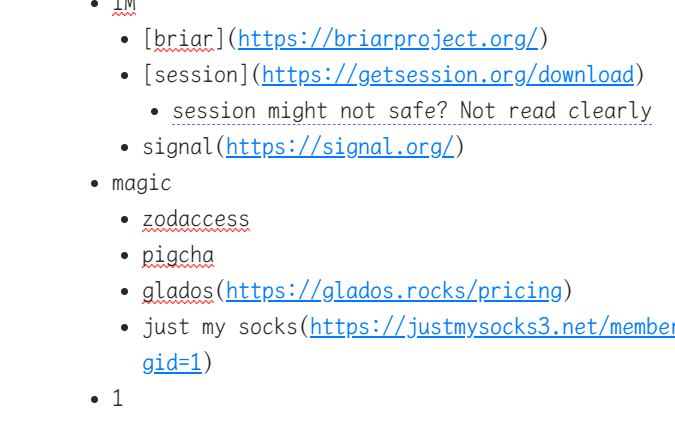 IM
[briar](https://briarproject.org/)
[session](https://getsession.org/download)
session might not safe? Not read clearly
signal(https://signal.org/)
magic
zodaccess
pigcha
glados(https://glados.rocks/pricing)
just my socks(https://justmysocks3.net/member
gid=1)
1